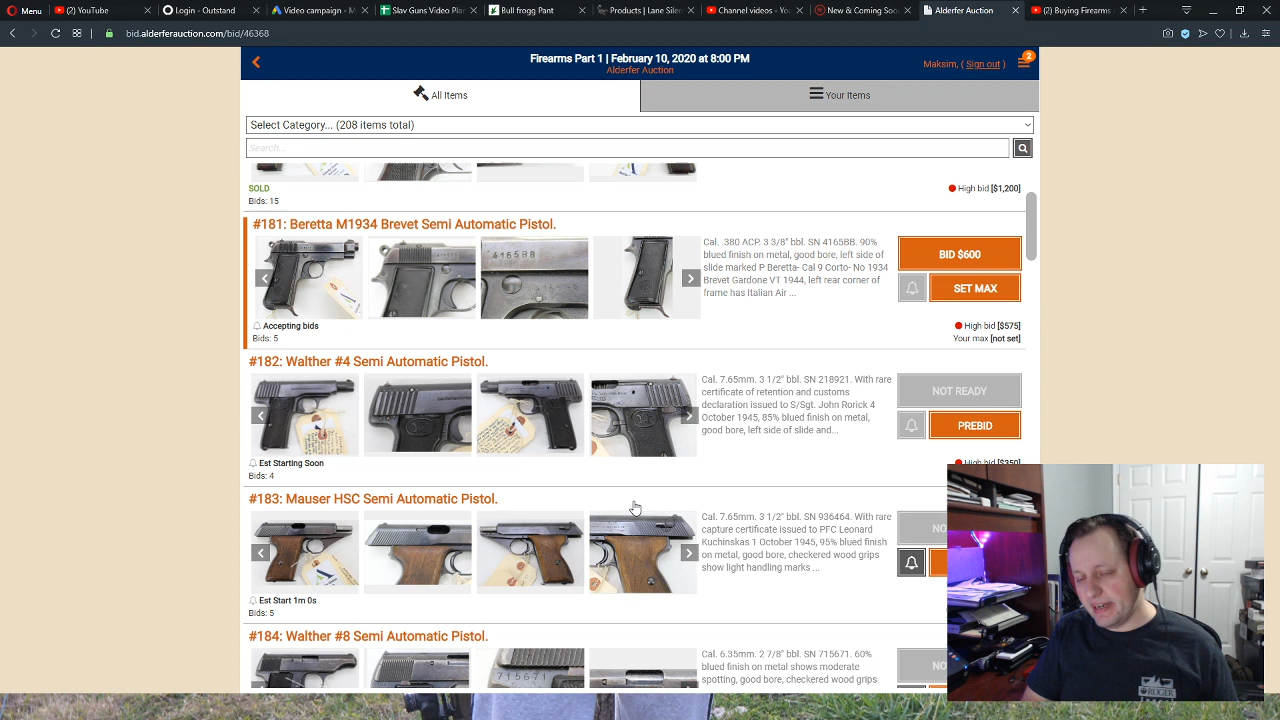 Menu
(2) YouTube
Login - Outstand
Video campaign - M
Slav Guns Video Plan
Bull frogg Pant
Products | Lane Silen
Channel videos - Yo
New & Coming Soo
Alderfer Auction
(2) Buying Firearms
bid.alderferauction.com/bid/46368
Firearms Part 1 | February 10, 2020 at 8:00 PM
Alderfer Auction
Maksim, ( Sign out )
2
All Items
Your Items
Select Category... (208 items total)
Search...
SOLD
High bid [$1,200]
Bids: 15
#181: Beretta M1934 Brevet Semi Automatic Pistol.
Cal. .380 ACP. 3 3/8" bbl. SN 4165BB. 90%
blued finish on metal, good bore, left side of
slide marked P Beretta- Cal 9 Corto- No 1934
Brevet Gardone VT 1944, left rear corner of
frame has Italian Air ...
BID $600
SET MAX
Accepting bids
High bid [$575]
Bids: 5
Your max [not set]
#182: Walther #4 Semi Automatic Pistol.
Cal. 7.65mm. 3 1/2" bbl. SN 218921. With rare
certificate of retention and customs
declaration issued to S/Sgt. John Rorick 4
October 1945, 85% blued finish on metal,
good bore, left side of slide and...
NOT READY
PREBID
Est Starting Soon
High bid [$350]
Bids: 4
#183: Mauser HSC Semi Automatic Pistol.
Cal. 7.65mm. 3 1/2" bbl. SN 936464. With rare
capture certificate issued to PFC Leonard
Kuchinskas 1 October 1945, 95% blued finish
on metal, good bore, checkered wood grips
show light handling marks ...
NO
Est Start 1m 0s
Bids: 5
#184: Walther #8 Semi Automatic Pistol.
Cal. 6.35mm. 2 7/8" bbl. SN 715671. 60%
blued finish on metal shows moderate
spotting, good bore, checkered wood grips
NO
4165BB
715671
RUGER